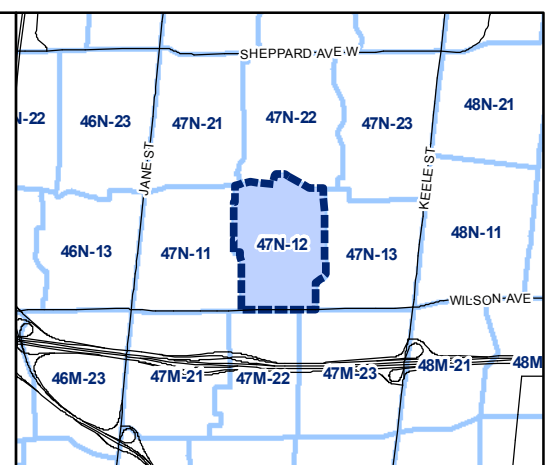 SHEPPARD AVE W
48N-21
46N-23
47N-21
47N-22
47N-23
JANE ST
KEELE ST
46N-13
47N-11
47N-12
47N-13
48N-11
WILSON AVE
46M-23
47M-21
47M-22
47M-23
48M-21